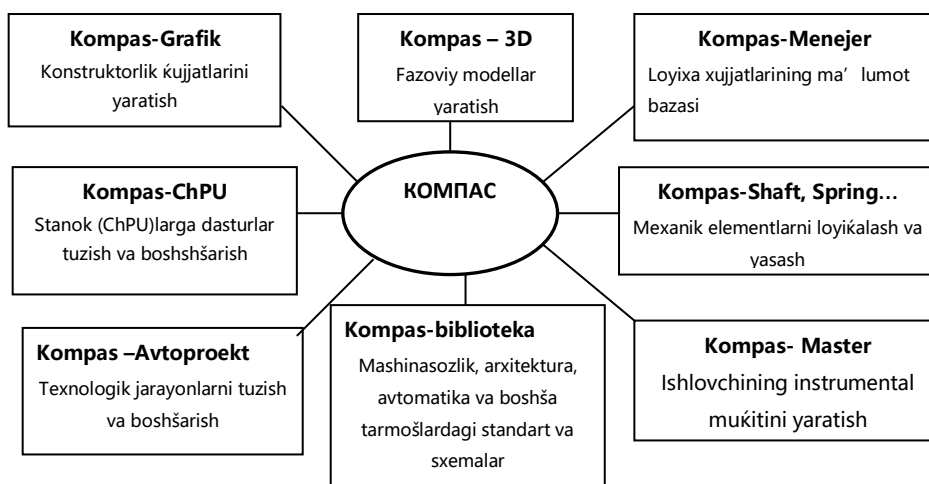 Kompas-Grafik
Konstruktorlik ќujjatlarini
yaratish
Kompas – 3D
Fazoviy modellar
yaratish
Kompas-Menejer
Loyixa xujjatlarining ma’ lumot
bazasi
Kompas-ChPU
Stanok (ChPU)larga dasturlar
tuzish va boshshšarish
КОМПАС
Kompas-Shaft, Spring...
Mexanik elementlarni loyiќalash va
yasash
Kompas –Avtoproekt
Texnologik jarayonlarni tuzish
va boshšarish
Kompas-biblioteka
Mashinasozlik, arxitektura,
avtomatika va boshša
tarmošlardagi standart va
sxemalar
Kompas- Master
Ishlovchining instrumental
muќitini yaratish